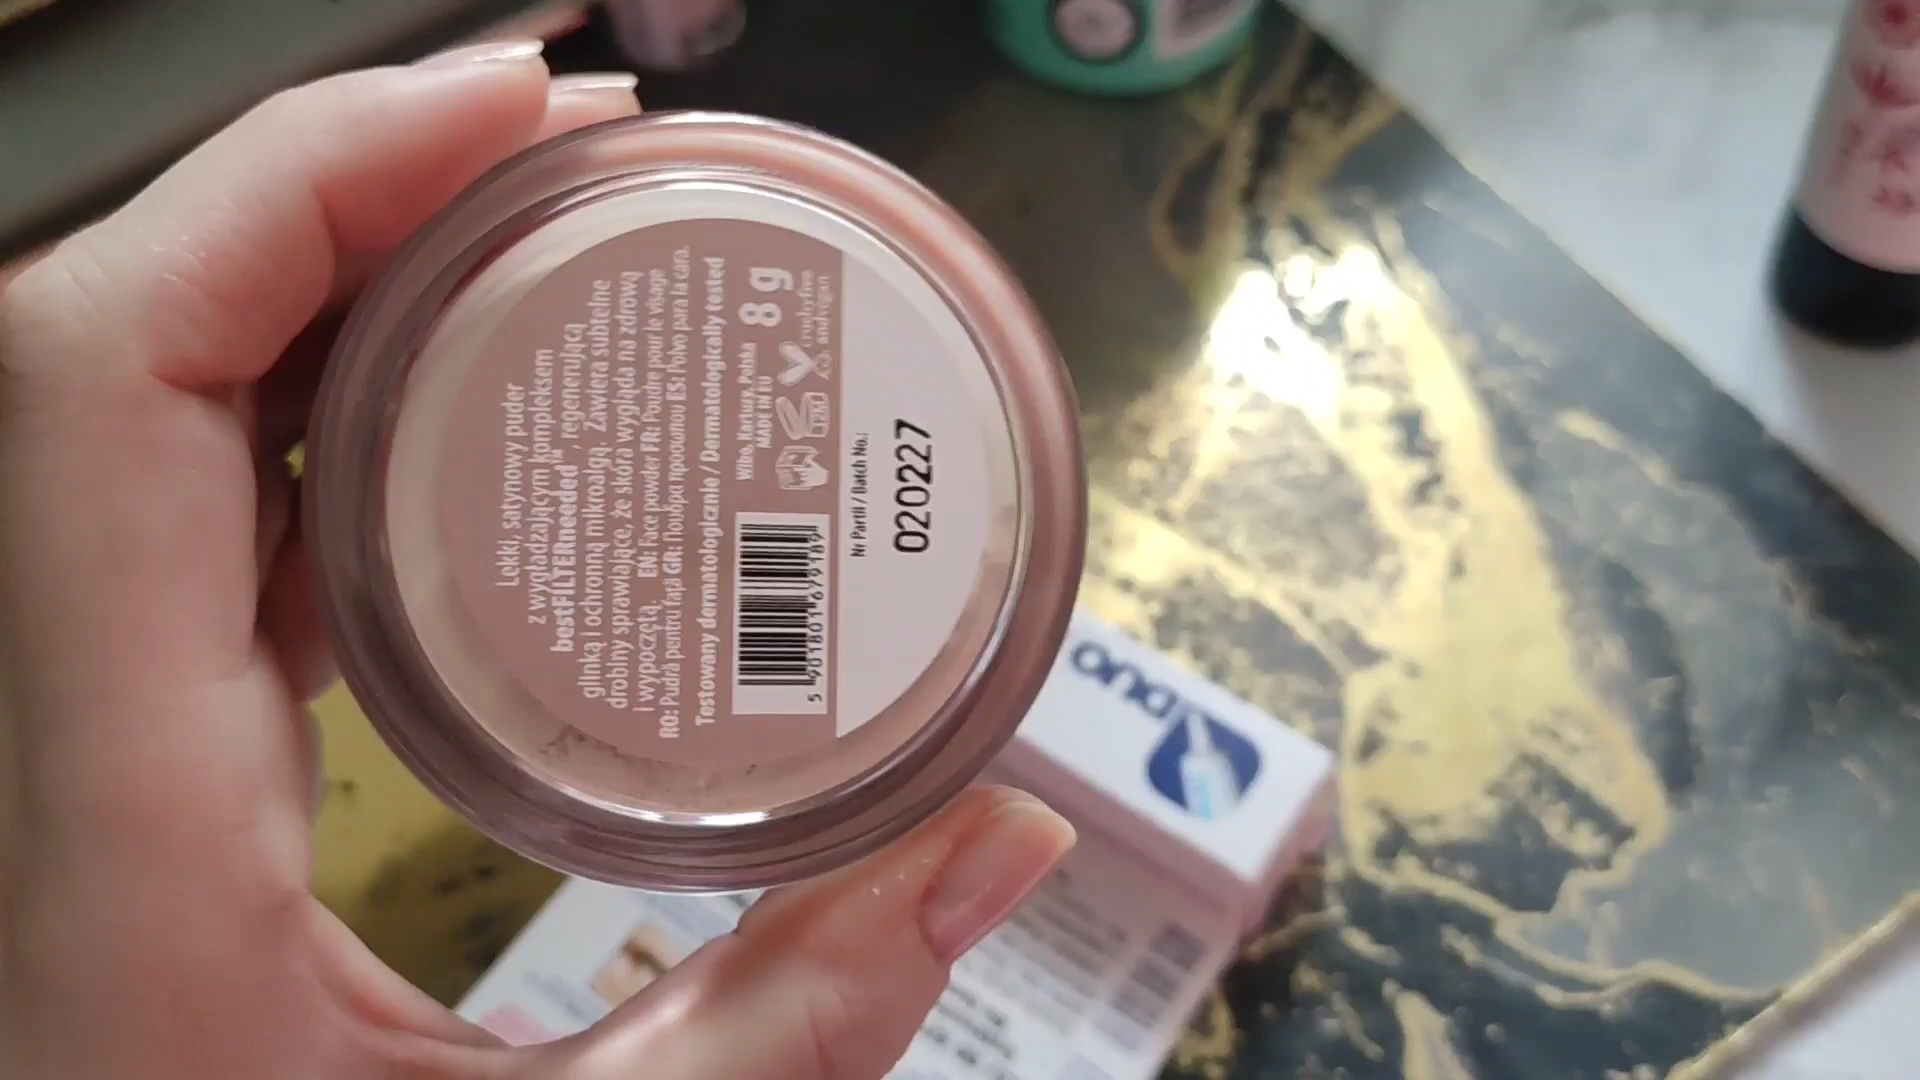 Lekki, satynowy puder
z wygładzającym kompleksem
bestFILTERneeded™, regenerującą
glinką i ochronną mikroalgą. Zawiera subtelne
drobiny sprawiające, że skóra wygląda na zdrową
i wypoczętą. EN: Face powder FR: Poudre pour le visage
RO: Pudră pentru față GR: Πούδρα προσώπου ES: Polvo para la cara.
Testowany dermatologicznie / Dermatologically tested
Wibo, Kartuzy, Polska
MADE IN EU
8 g
crueltyfree
and vegan
12M
5 901801 679189
Nr Partii / Batch No.:
020227
DUO